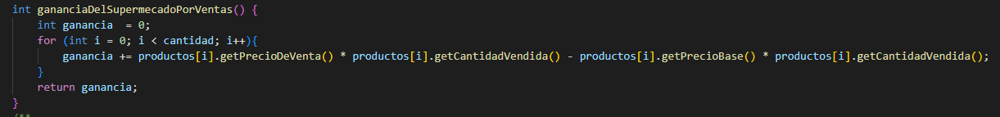 int gananciaDelSupermecadoPorVentas() {
    int ganancia  = 0;
    for (int i = 0; i < cantidad; i++){
        ganancia += productos[i].getPrecioDeVenta() * productos[i].getCantidadVendida() - productos[i].getPrecioBase() * productos[i].getCantidadVendida();
    }
    return ganancia;
}
/**